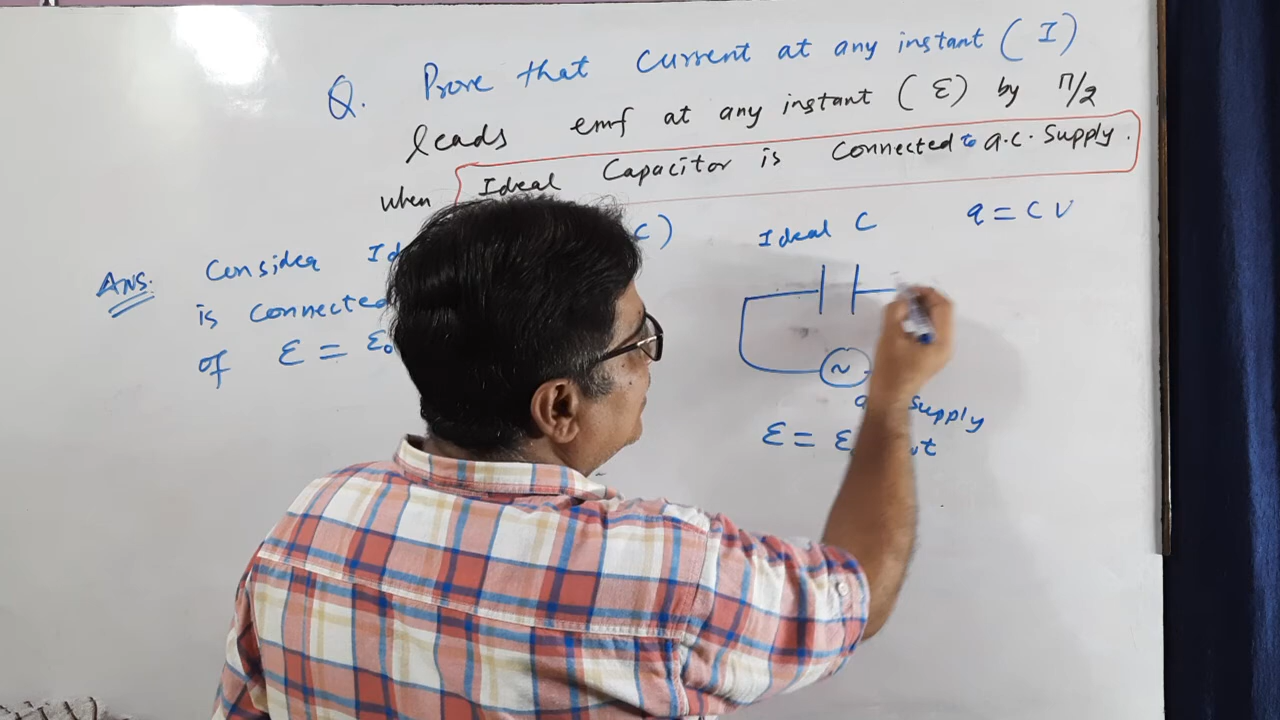 Q. Prove that Current at any instant ( I )
leads emf at any instant ( ε ) by π/2
when Ideal Capacitor is Connected to a.c. Supply.
Ans. Consider
is Connected
of ε = ε₀
C)
Ideal C
q = C V
~
supply
ε = ε
t